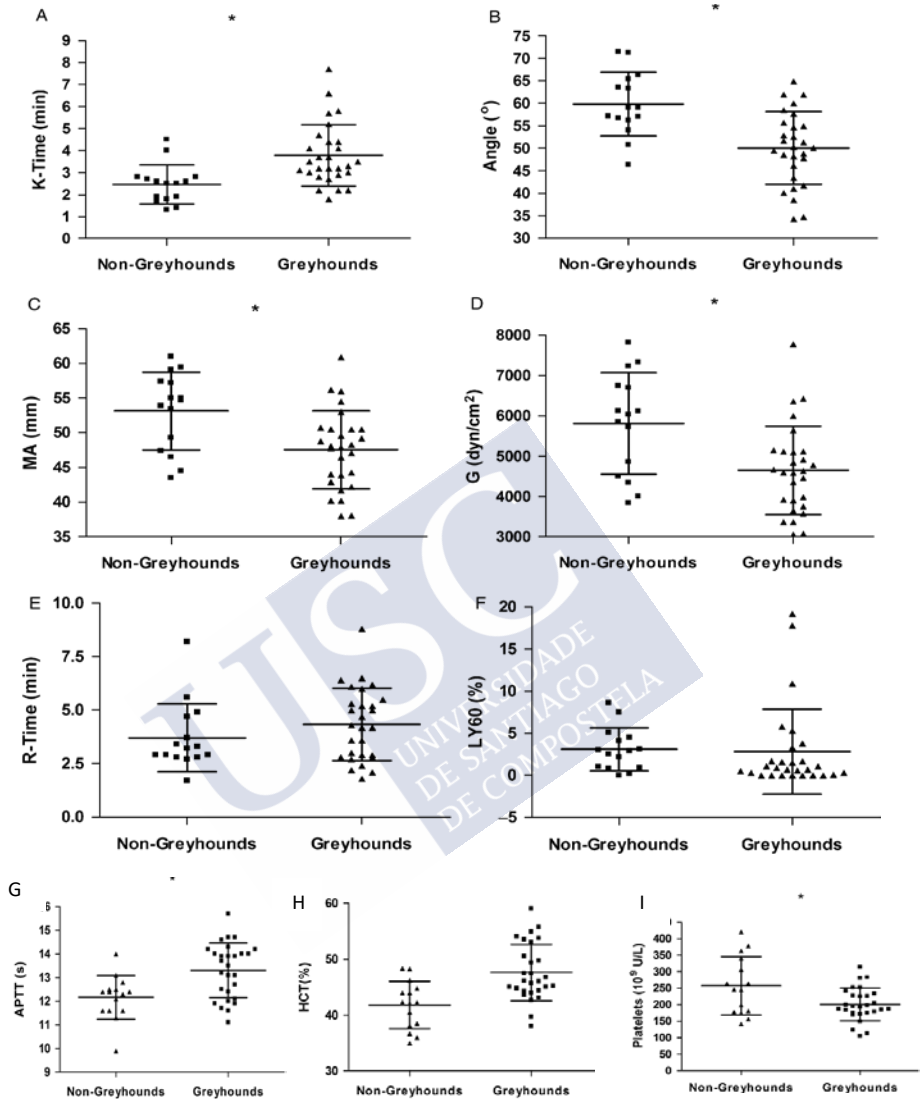 A
*
9
8
7
6
5
4
3
2
1
0
K-Time (min)
Non-Greyhounds Greyhounds
B
*
75
70
65
60
55
50
45
40
35
30
Angle (°)
Non-Greyhounds Greyhounds
C
*
65
60
55
50
45
40
35
MA (mm)
Non-Greyhounds Greyhounds
D
*
8000
7000
6000
5000
4000
3000
G (dyn/cm²)
Non-Greyhounds Greyhounds
E
10.0
7.5
5.0
2.5
0.0
R-Time (min)
Non-Greyhounds Greyhounds
F
20
15
10
5
0
−5
LY60 (%)
Non-Greyhounds Greyhounds
USC
UNIVERSIDADE
DE SANTIAGO
DE COMPOSTELA
G
15
14
13
12
11
10
9
APTT (s)
Non-Greyhounds Greyhounds
H
60
50
40
30
HCT(%)
Non-Greyhounds Greyhounds
I
*
400
350
300
250
200
150
100
50
0
Platelets (10⁹ U/L)
Non-Greyhounds Greyhounds